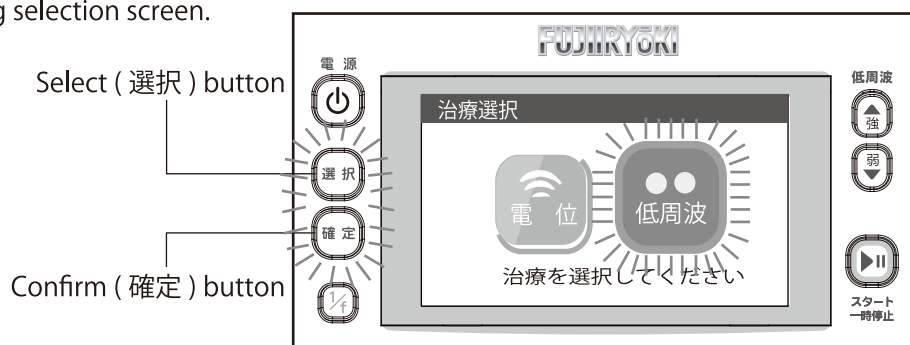 g selection screen.
FUJIIRYOKI
電源
Select ( 選択 ) button
低周波
治療選択
強
選択
弱
電 位
低周波
確定
Confirm ( 確定 ) button
治療を選択してください
1/f
スタート
一時停止